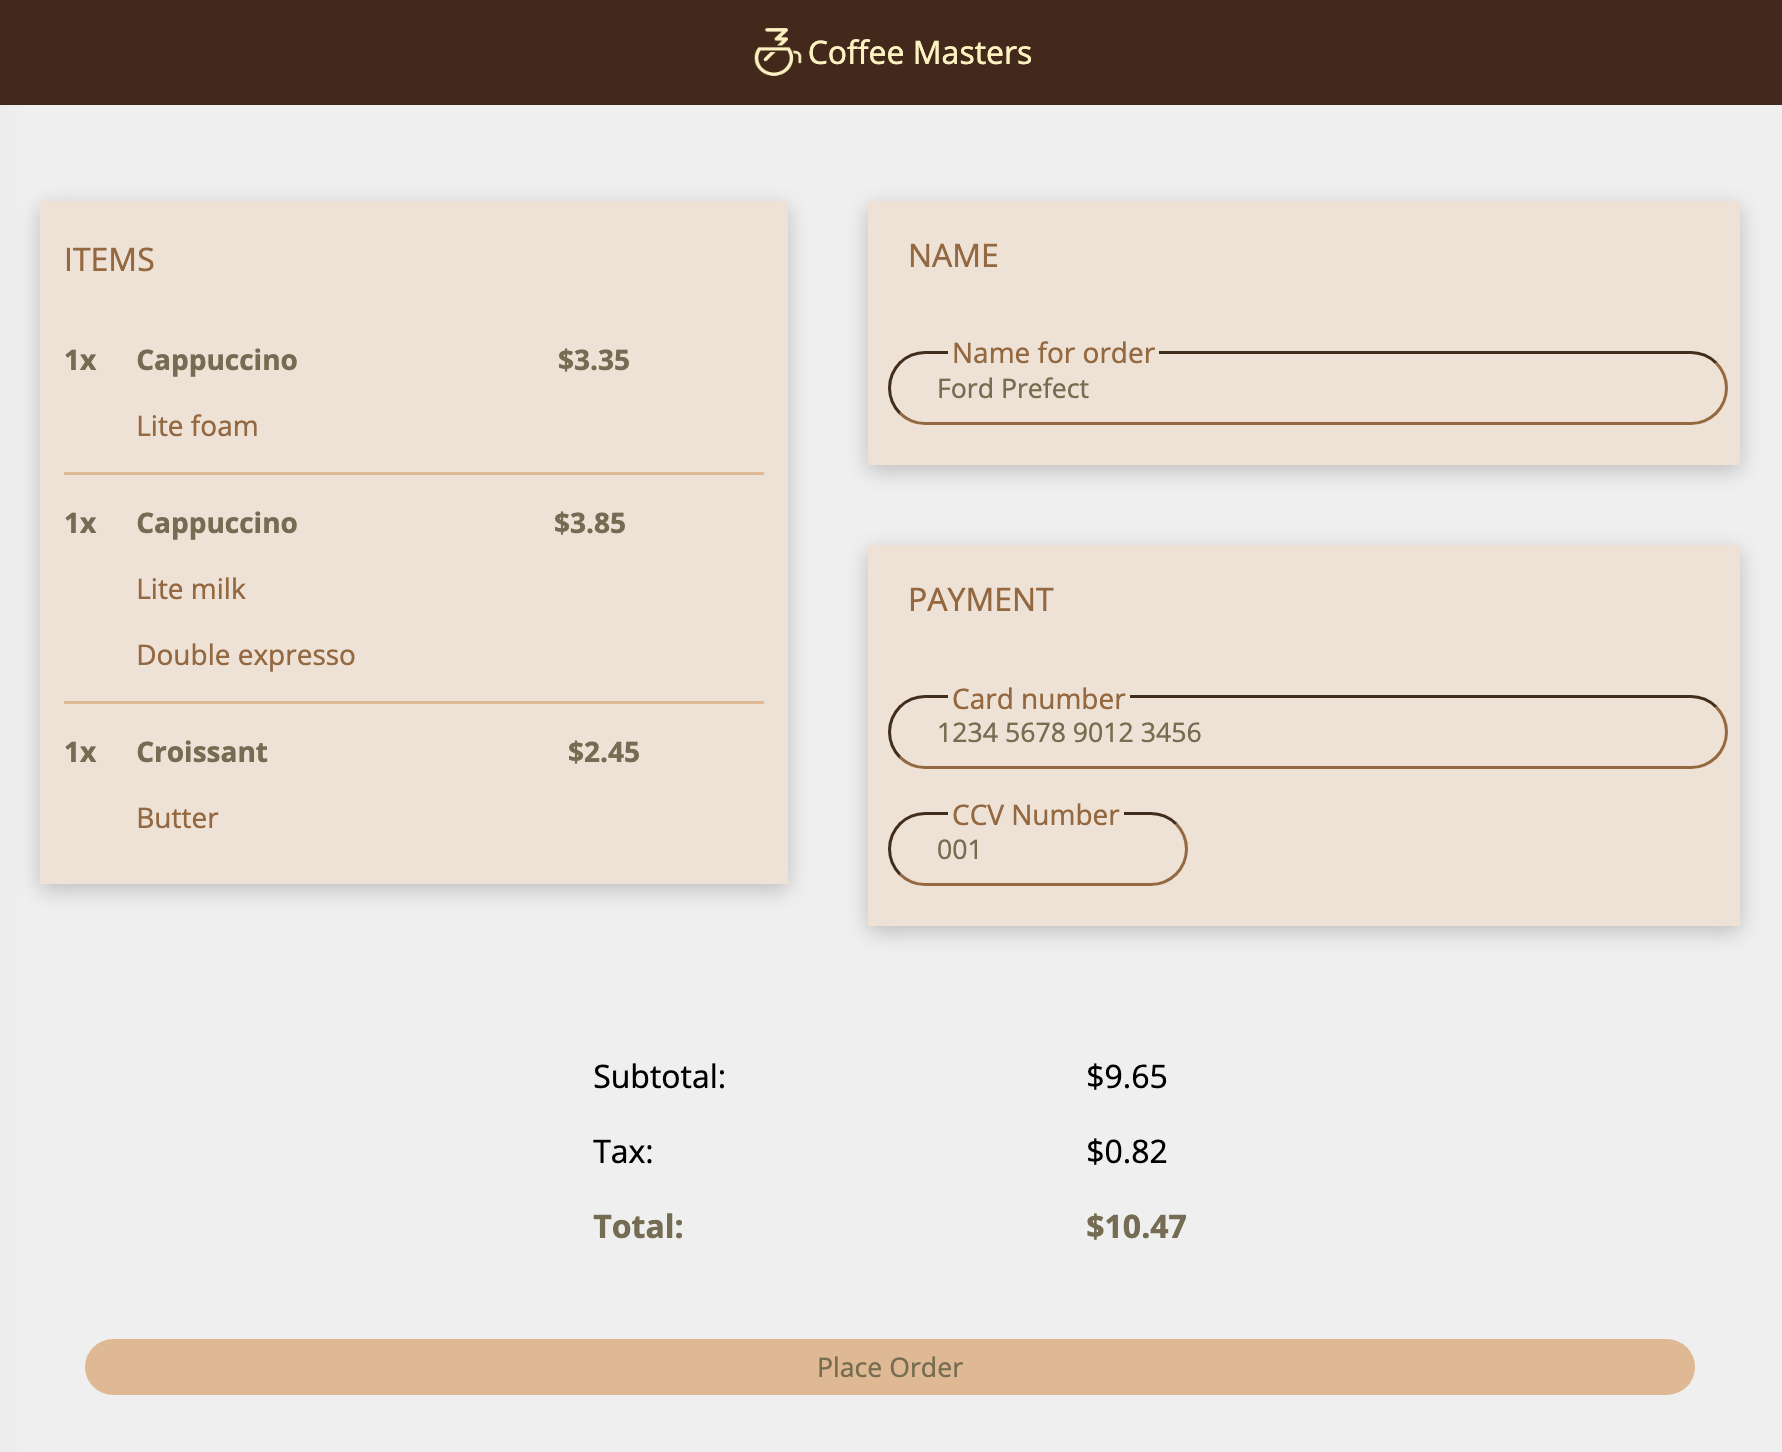 Coffee Masters
ITEMS
1x Cappuccino $3.35
Lite foam
1x Cappuccino $3.85
Lite milk
Double expresso
1x Croissant $2.45
Butter
NAME
Name for order
Ford Prefect
PAYMENT
Card number
1234 5678 9012 3456
CCV Number
001
Subtotal: $9.65
Tax: $0.82
Total: $10.47
Place Order